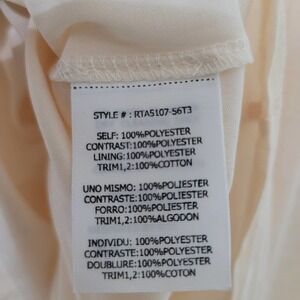 STYLE # : RTA5107-56T3
SELF: 100%POLYESTER
CONTRAST: 100%POLYESTER
LINING: 100%POLYESTER
TRIM1,2:100%COTTON
UNO MISMO: 100%POLIESTER
CONTRASTE:100%POLIESTER
FORRO:100%POLYESTER
TRIM1,2:100%ALGODON
INDIVIDU: 100%POLYESTER
CONTRASTE:100%POLYESTER
DOUBLURE:100%POLYESTER
TRIM1,2:100%COTON